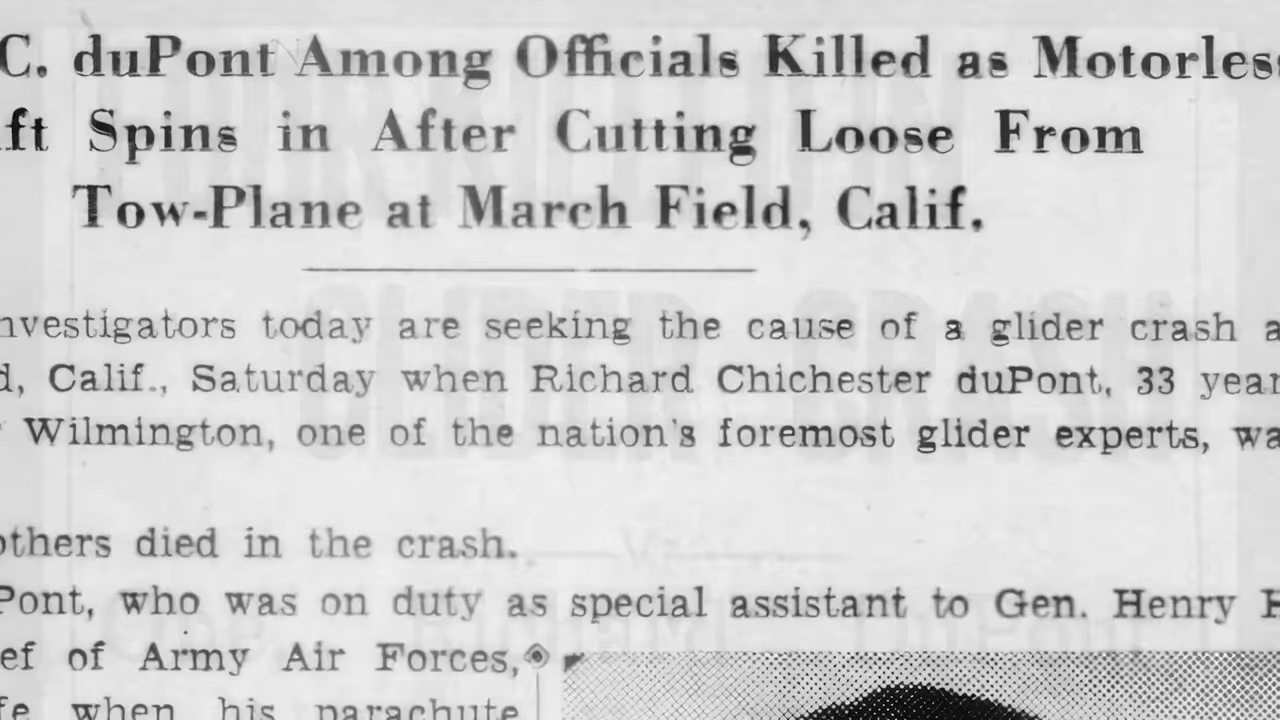 C. duPont Among Officials Killed as Motorles
ft Spins in After Cutting Loose From
Tow-Plane at March Field, Calif.
nvestigators today are seeking the cause of a glider crash a
d, Calif., Saturday when Richard Chichester duPont, 33 year
Wilmington, one of the nation's foremost glider experts, wa
others died in the crash.
Pont, who was on duty as special assistant to Gen. Henry H
ef of Army Air Forces,
fe when his parachute